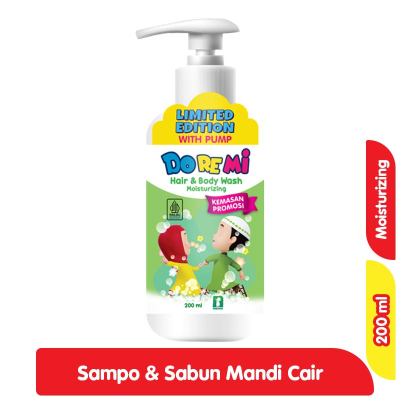 LIMITED
EDITION
WITH PUMP
DO RE Mi
Hair & Body Wash
Moisturizing
KEMASAN
PROMOSI
HALAL
200 ml
Moisturizing
200 ml
Sampo & Sabun Mandi Cair